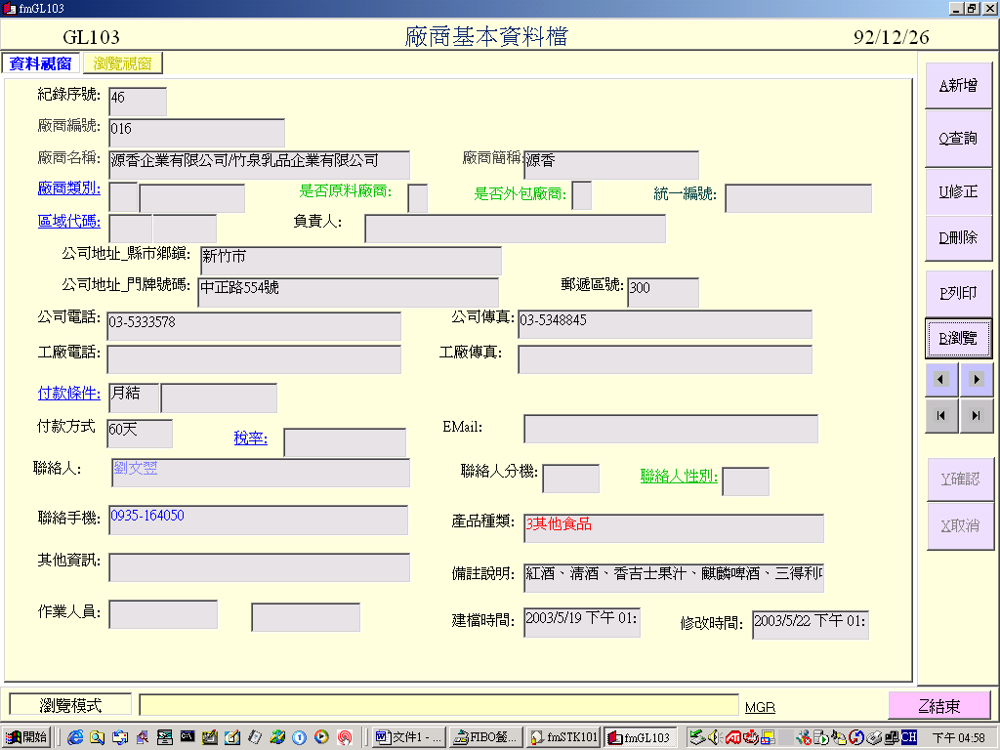 fmGL103
GL103 廠商基本資料檔 92/12/26
資料視窗 瀏覽視窗
紀錄序號: 46
廠商編號: 016
廠商名稱: 源香企業有限公司/竹泉乳品企業有限公司 廠商簡稱: 源香
廠商類別: 是否原料廠商: 是否外包廠商: 統一編號:
區域代碼: 負責人:
公司地址_縣市鄉鎮: 新竹市
公司地址_門牌號碼: 中正路554號 郵遞區號: 300
公司電話: 03-5333578 公司傳真: 03-5348845
工廠電話: 工廠傳真:
付款條件: 月結
付款方式 60天 稅率: EMail:
聯絡人: 劉文翌 聯絡人分機: 聯絡人性別:
聯絡手機: 0935-164050 產品種類: 3其他食品
其他資訊: 備註說明: 紅酒、清酒、香吉士果汁、麒麟啤酒、三得利
作業人員: 建檔時間: 2003/5/19 下午 01: 修改時間: 2003/5/22 下午 01:
A新增
Q查詢
U修正
D刪除
P列印
B瀏覽
Y確認
X取消
瀏覽模式 MGR Z結束
開始 文件1 - ... FIBO餐... fmSTK101 fmGL103 CH 下午 04:58